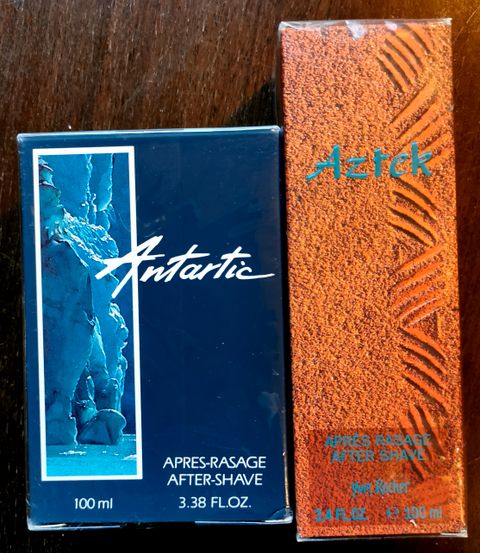 Antartic
APRES-RASAGE
AFTER-SHAVE
100 ml
3.38 FL.OZ.
Aztek
APRÈS RASAGE
AFTER SHAVE
Yves Rocher
3.4 FL.OZ. ℮ 100 ml